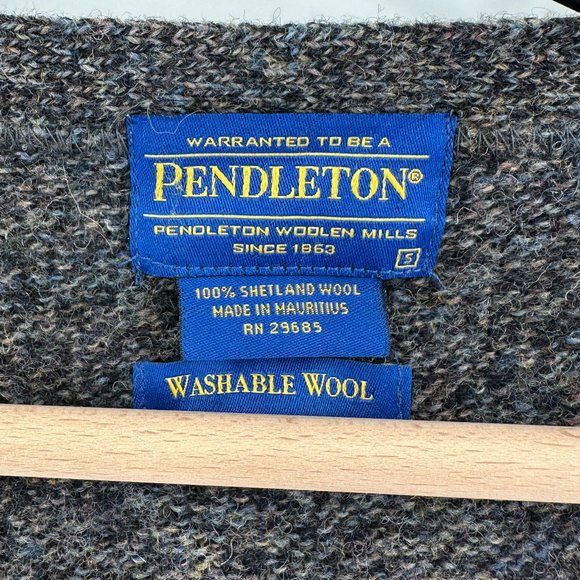 WARRANTED TO BE A
PENDLETON®
PENDLETON WOOLEN MILLS
SINCE 1863
S
100% SHETLAND WOOL
MADE IN MAURITIUS
RN 29685
WASHABLE WOOL